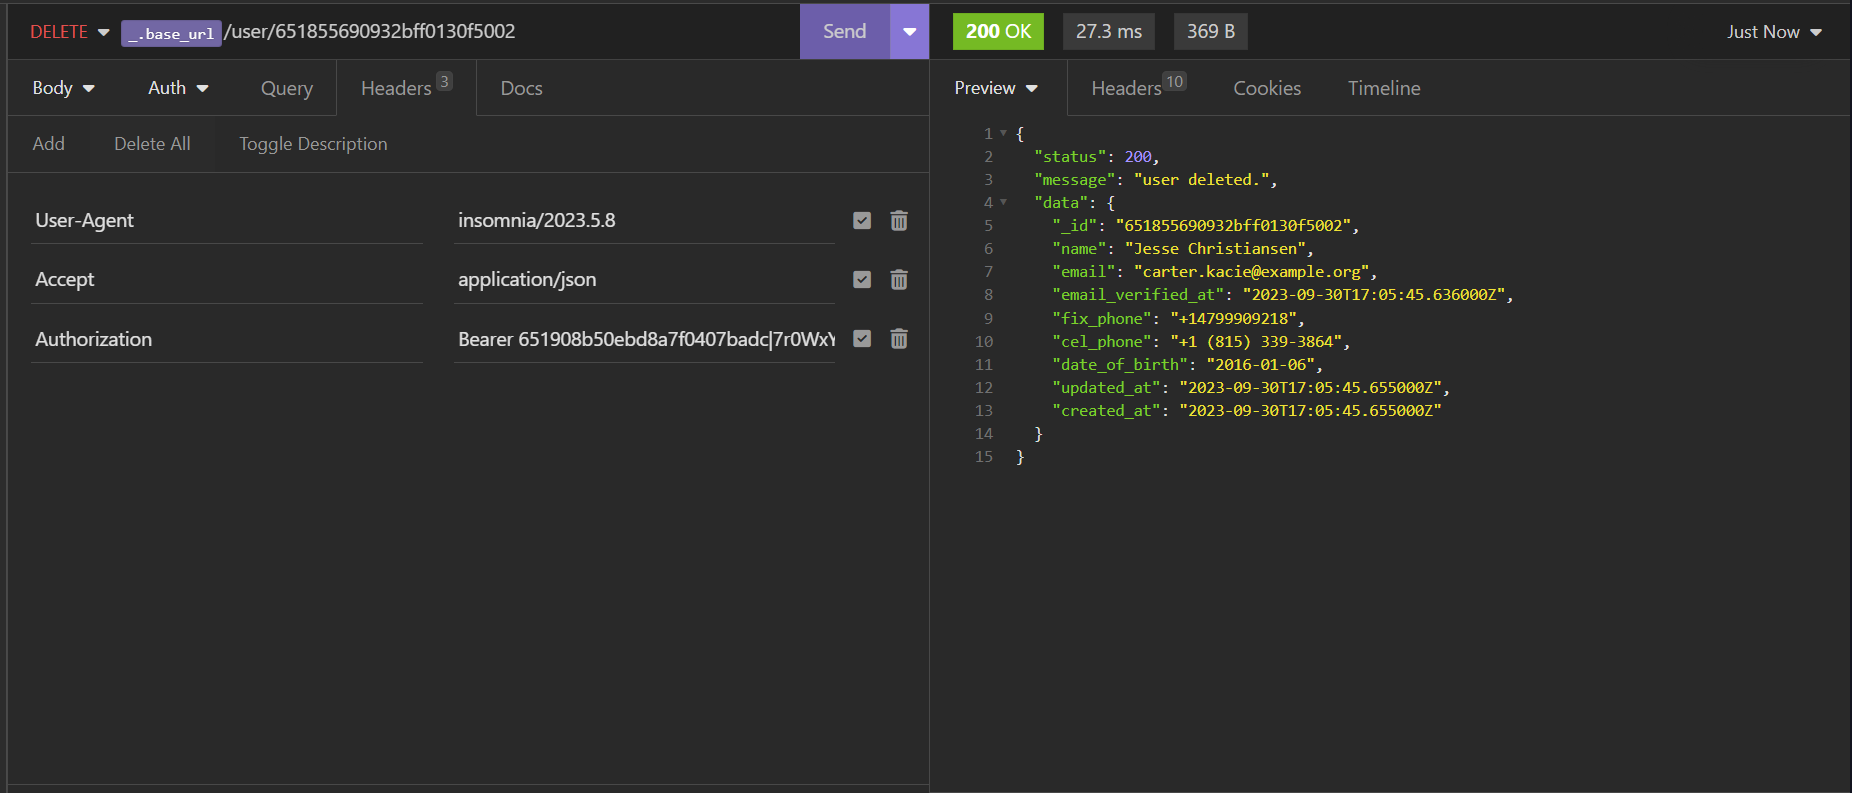 DELETE _.base_url /user/651855690932bff0130f5002 Send
200 OK 27.3 ms 369 B Just Now
Body Auth Query Headers 3 Docs
Preview Headers 10 Cookies Timeline
Add Delete All Toggle Description
User-Agent insomnia/2023.5.8
Accept application/json
Authorization Bearer 651908b50ebd8a7f0407badc|7r0WxY
1 {
2 "status": 200,
3 "message": "user deleted.",
4 "data": {
5 "_id": "651855690932bff0130f5002",
6 "name": "Jesse Christiansen",
7 "email": "carter.kacie@example.org",
8 "email_verified_at": "2023-09-30T17:05:45.636000Z",
9 "fix_phone": "+14799909218",
10 "cel_phone": "+1 (815) 339-3864",
11 "date_of_birth": "2016-01-06",
12 "updated_at": "2023-09-30T17:05:45.655000Z",
13 "created_at": "2023-09-30T17:05:45.655000Z"
14 }
15 }